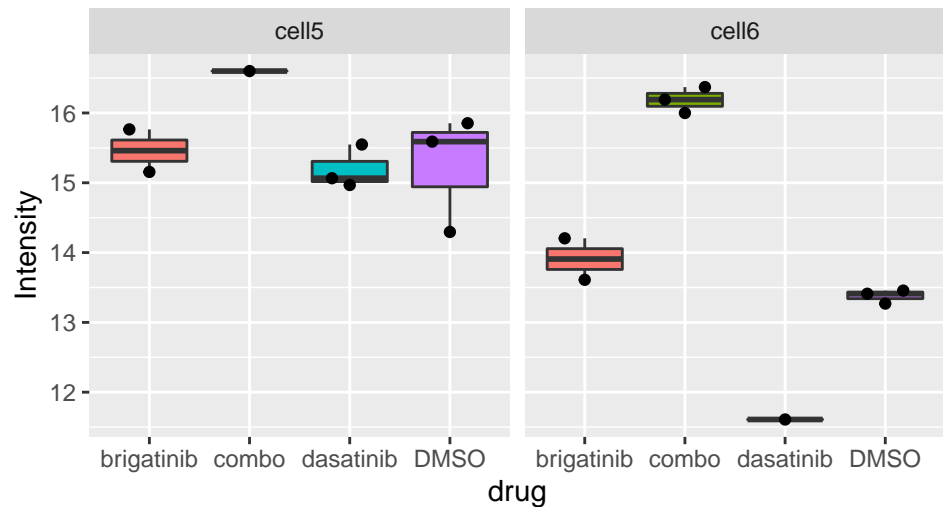 cell5 cell6
Intensity
16
15
14
13
12
brigatinib combo dasatinib DMSO brigatinib combo dasatinib DMSO
drug